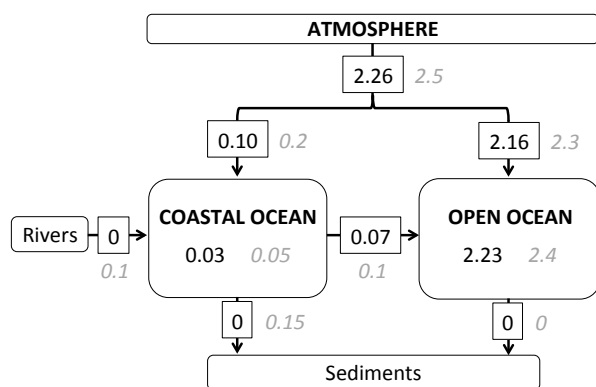 ATMOSPHERE
2.26 2.5
0.10 0.2 2.16 2.3
COASTAL OCEAN OPEN OCEAN
Rivers 0 0.03 0.05 0.07 2.23 2.4
0.1 0.1
0 0.15 0 0
Sediments